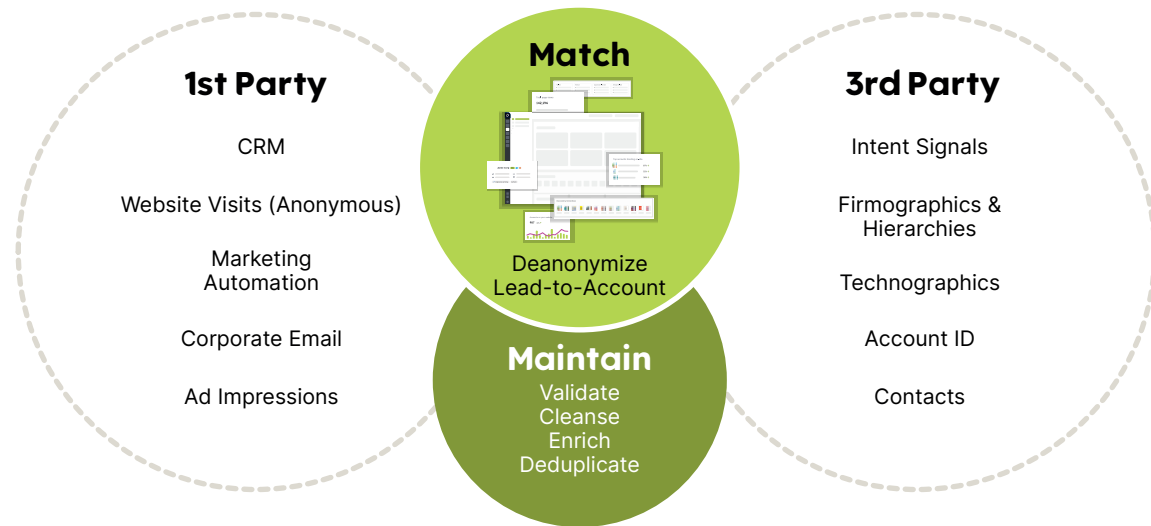 1st Party
CRM
Website Visits (Anonymous)
Marketing
Automation
Corporate Email
Ad Impressions
Match
Deanonymize
Lead-to-Account
Maintain
Validate
Cleanse
Enrich
Deduplicate
3rd Party
Intent Signals
Firmographics &
Hierarchies
Technographics
Account ID
Contacts